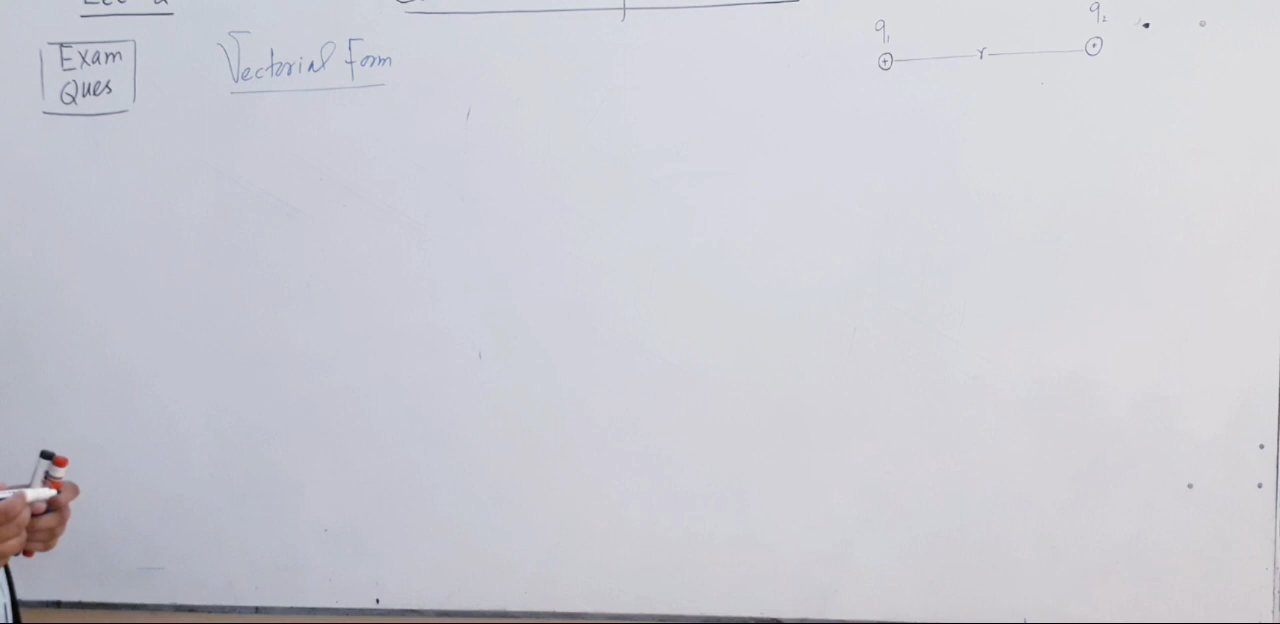 Exam
Ques
Vectorial Form
q₁
q₂
r